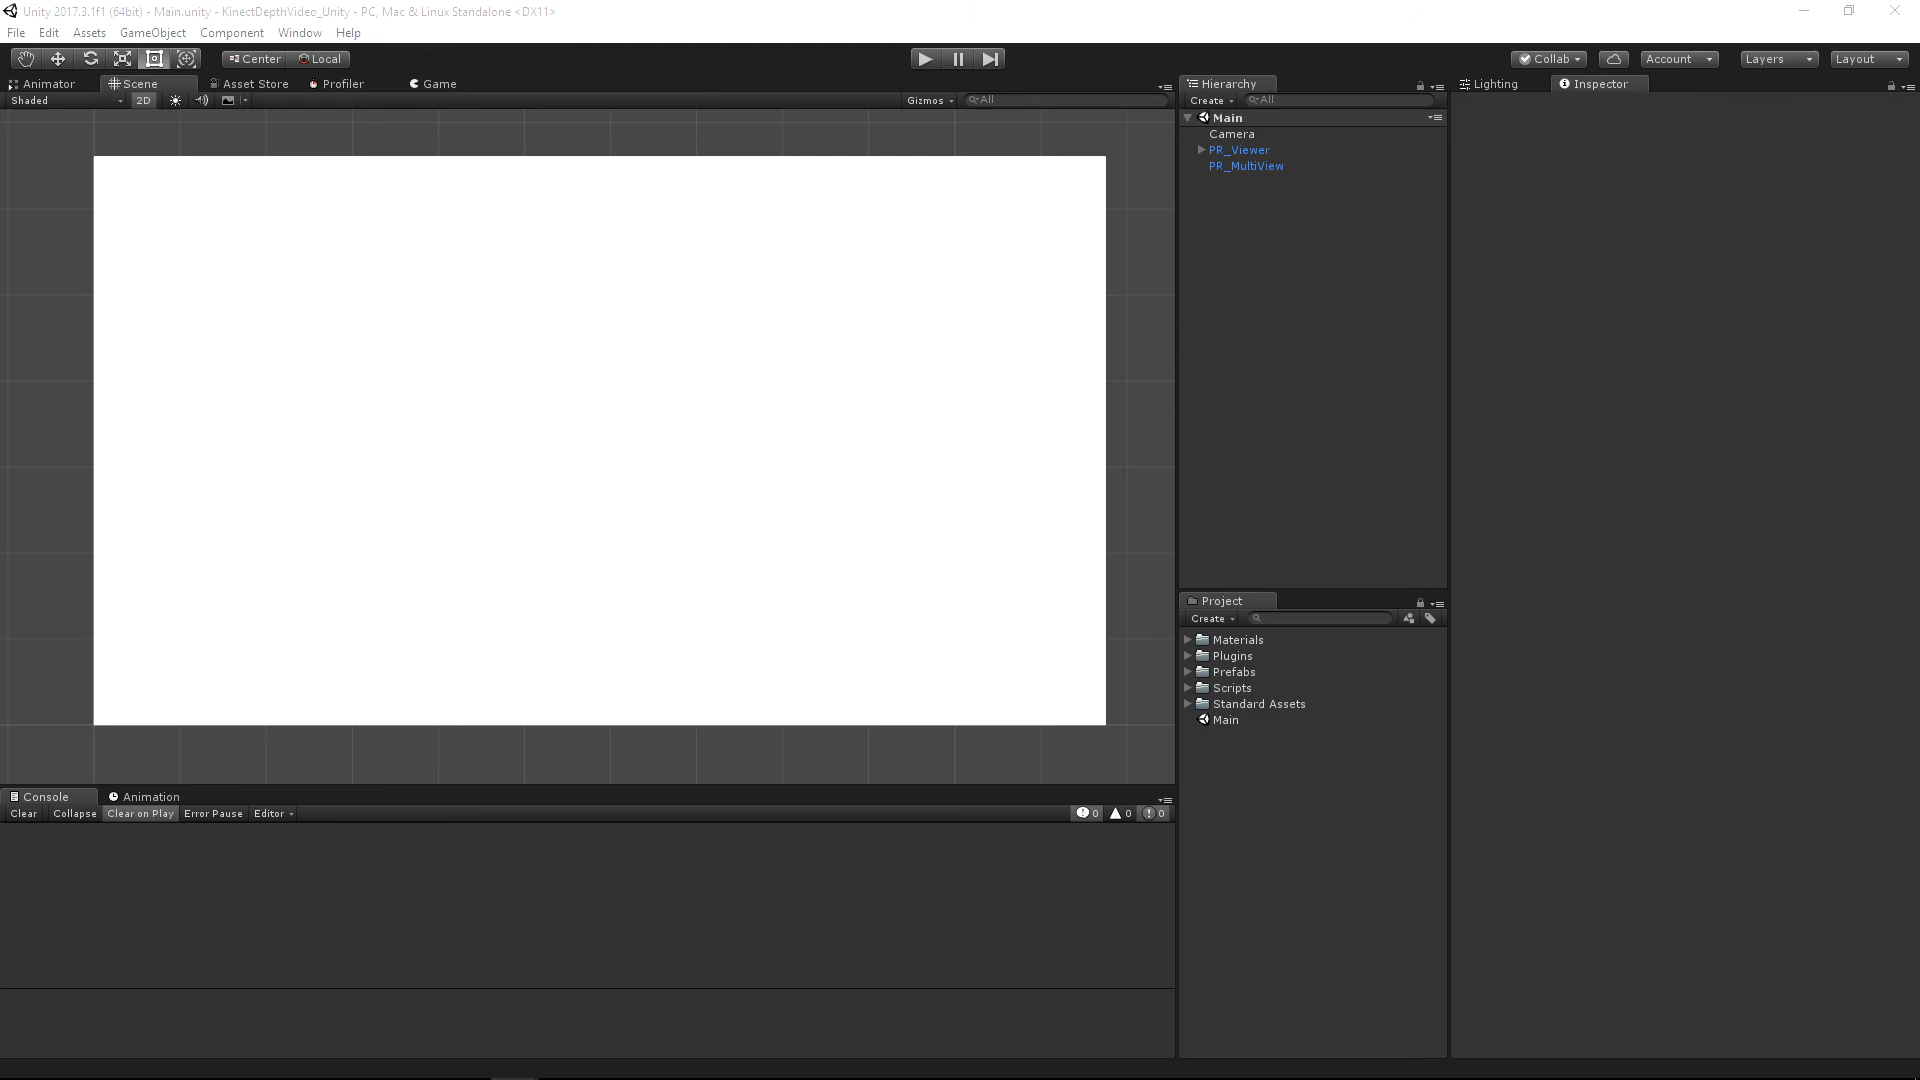 Unity 2017.3.1f1 (64bit) - Main.unity - KinectDepthVideo_Unity - PC, Mac & Linux Standalone <DX11>
File Edit Assets GameObject Component Window Help
Center Local Collab Account Layers Layout
Animator Scene Asset Store Profiler Game
Shaded 2D Gizmos All
Hierarchy
Create All
Main
Camera
PR_Viewer
PR_MultiView
Lighting Inspector
Project
Create
Materials
Plugins
Prefabs
Scripts
Standard Assets
Main
Console Animation
Clear Collapse Clear on Play Error Pause Editor 0 0 0